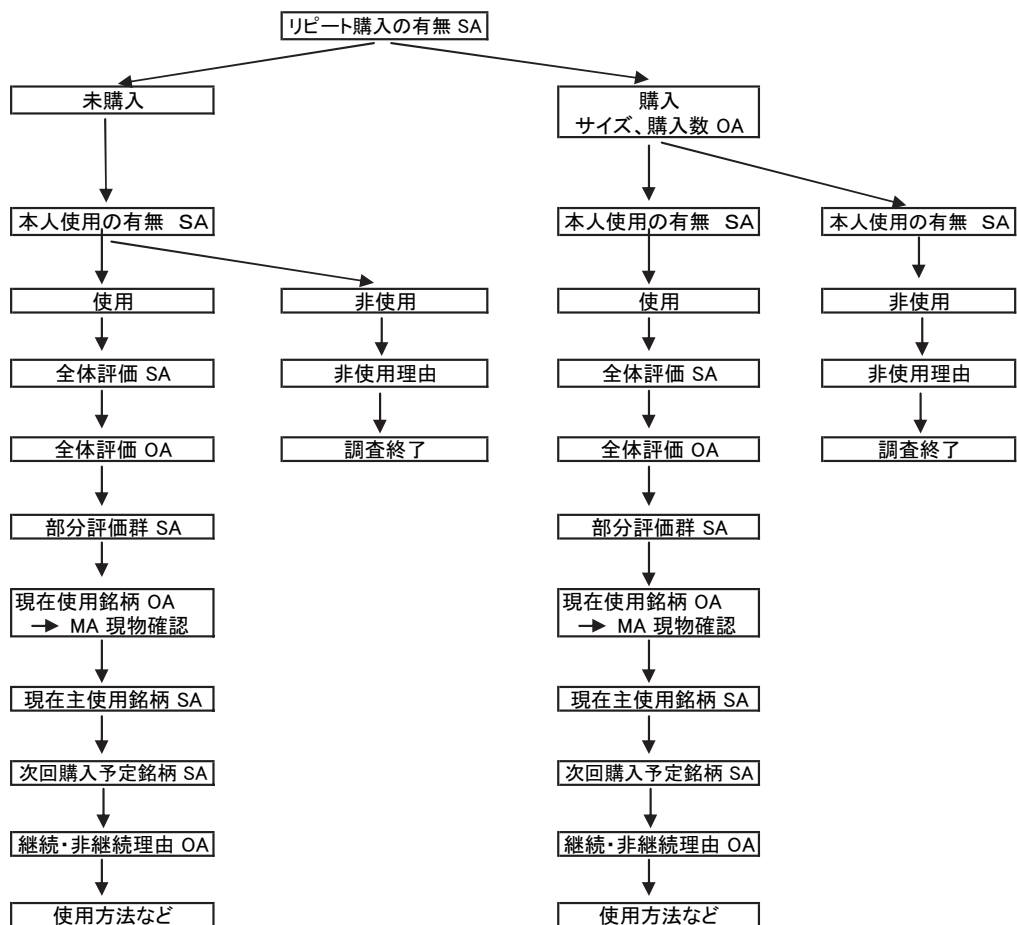 リピート購入の有無 SA
未購入
購入
サイズ、購入数 OA
本人使用の有無 SA
本人使用の有無 SA
本人使用の有無 SA
使用
非使用
使用
非使用
全体評価 SA
非使用理由
全体評価 SA
非使用理由
全体評価 OA
調査終了
全体評価 OA
調査終了
部分評価群 SA
部分評価群 SA
現在使用銘柄 OA
→ MA 現物確認
現在使用銘柄 OA
→ MA 現物確認
現在主使用銘柄 SA
現在主使用銘柄 SA
次回購入予定銘柄 SA
次回購入予定銘柄 SA
継続・非継続理由 OA
継続・非継続理由 OA
使用方法など
使用方法など